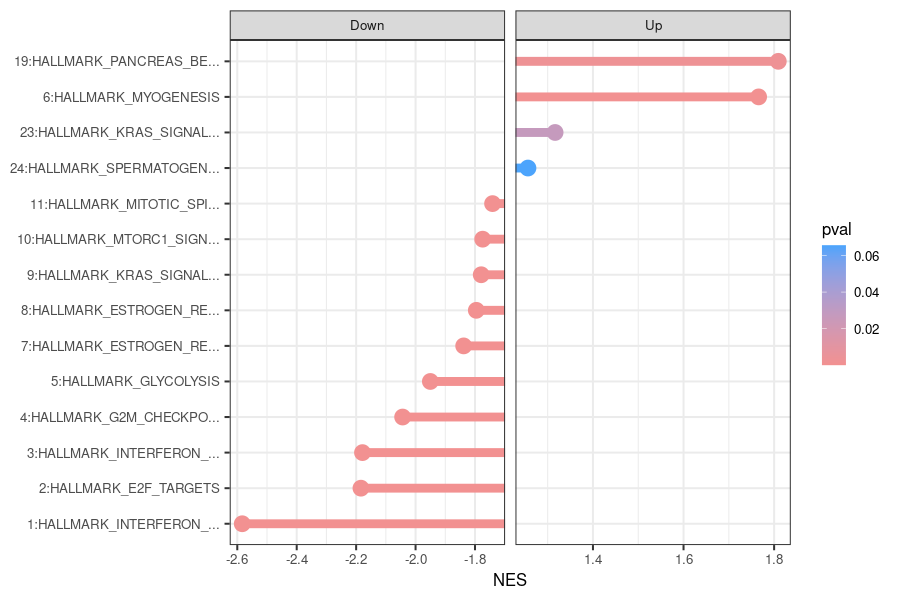 Down
Up
19:HALLMARK_PANCREAS_BE...
6:HALLMARK_MYOGENESIS
23:HALLMARK_KRAS_SIGNAL...
24:HALLMARK_SPERMATOGEN...
11:HALLMARK_MITOTIC_SPI...
10:HALLMARK_MTORC1_SIGN...
9:HALLMARK_KRAS_SIGNAL...
8:HALLMARK_ESTROGEN_RE...
7:HALLMARK_ESTROGEN_RE...
5:HALLMARK_GLYCOLYSIS
4:HALLMARK_G2M_CHECKPO...
3:HALLMARK_INTERFERON_...
2:HALLMARK_E2F_TARGETS
1:HALLMARK_INTERFERON_...
-2.6 -2.4 -2.2 -2.0 -1.8 1.4 1.6 1.8
NES
pval
0.06
0.04
0.02